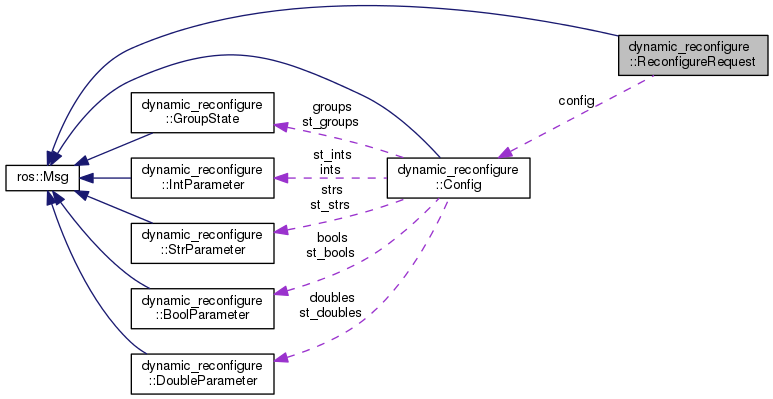 dynamic_reconfigure
::ReconfigureRequest
config
dynamic_reconfigure
::GroupState
groups
st_groups
ros::Msg
dynamic_reconfigure
::IntParameter
st_ints
ints
dynamic_reconfigure
::Config
strs
st_strs
dynamic_reconfigure
::StrParameter
bools
st_bools
dynamic_reconfigure
::BoolParameter
doubles
st_doubles
dynamic_reconfigure
::DoubleParameter